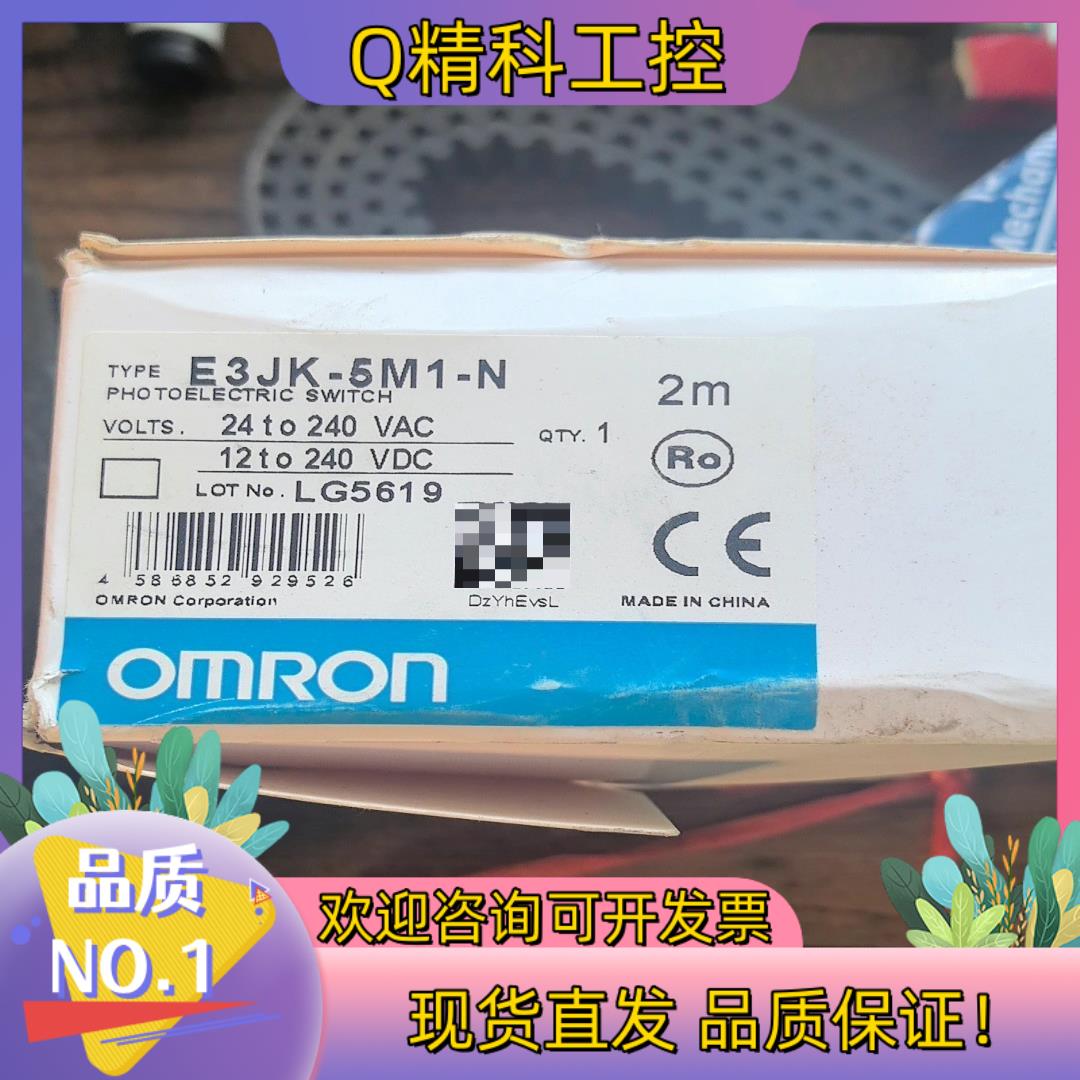 Q精科工控
Mechan
TYPE E3JK-5M1-N
PHOTOELECTRIC SWITCH
2m
VOLTS. 24 to 240 VAC
12 to 240 VDC
QTY. 1
LOT No. LG5619
4 586852 929526
OMRON Corporation
DzYhEvsL
MADE IN CHINA
CE
Ro
OMRON
品质
NO.1
欢迎咨询可开发票
现货直发 品质保证!